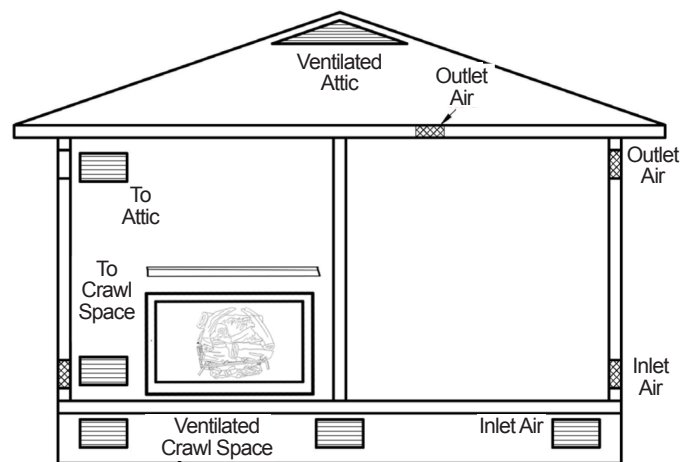 Ventilated
Attic
Outlet
Air
Outlet
Air
To
Attic
To
Crawl
Space
Inlet
Air
Ventilated
Crawl Space
Inlet Air